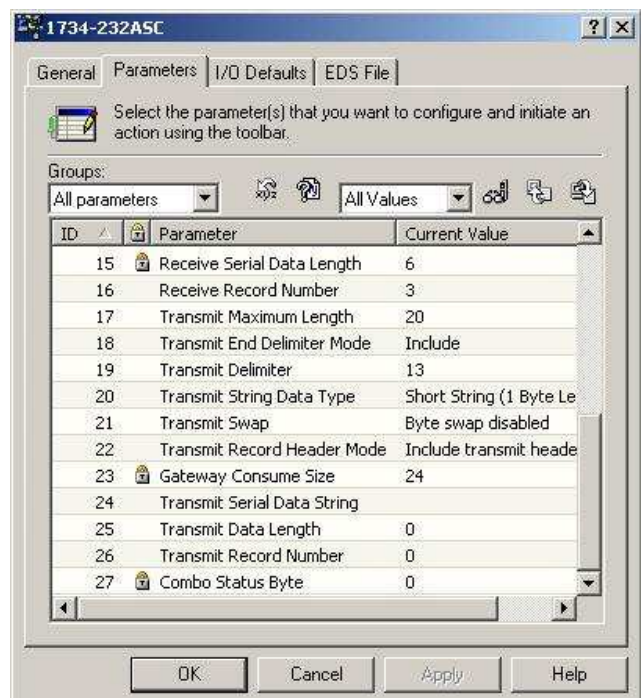 1734-232ASC
General Parameters I/O Defaults EDS File
Select the parameter(s) that you want to configure and initiate an
action using the toolbar.
Groups:
All parameters All Values
ID Parameter Current Value
15 Receive Serial Data Length 6
16 Receive Record Number 3
17 Transmit Maximum Length 20
18 Transmit End Delimiter Mode Include
19 Transmit Delimiter 13
20 Transmit String Data Type Short String (1 Byte Le
21 Transmit Swap Byte swap disabled
22 Transmit Record Header Mode Include transmit heade
23 Gateway Consume Size 24
24 Transmit Serial Data String
25 Transmit Data Length 0
26 Transmit Record Number 0
27 Combo Status Byte 0
OK Cancel Apply Help